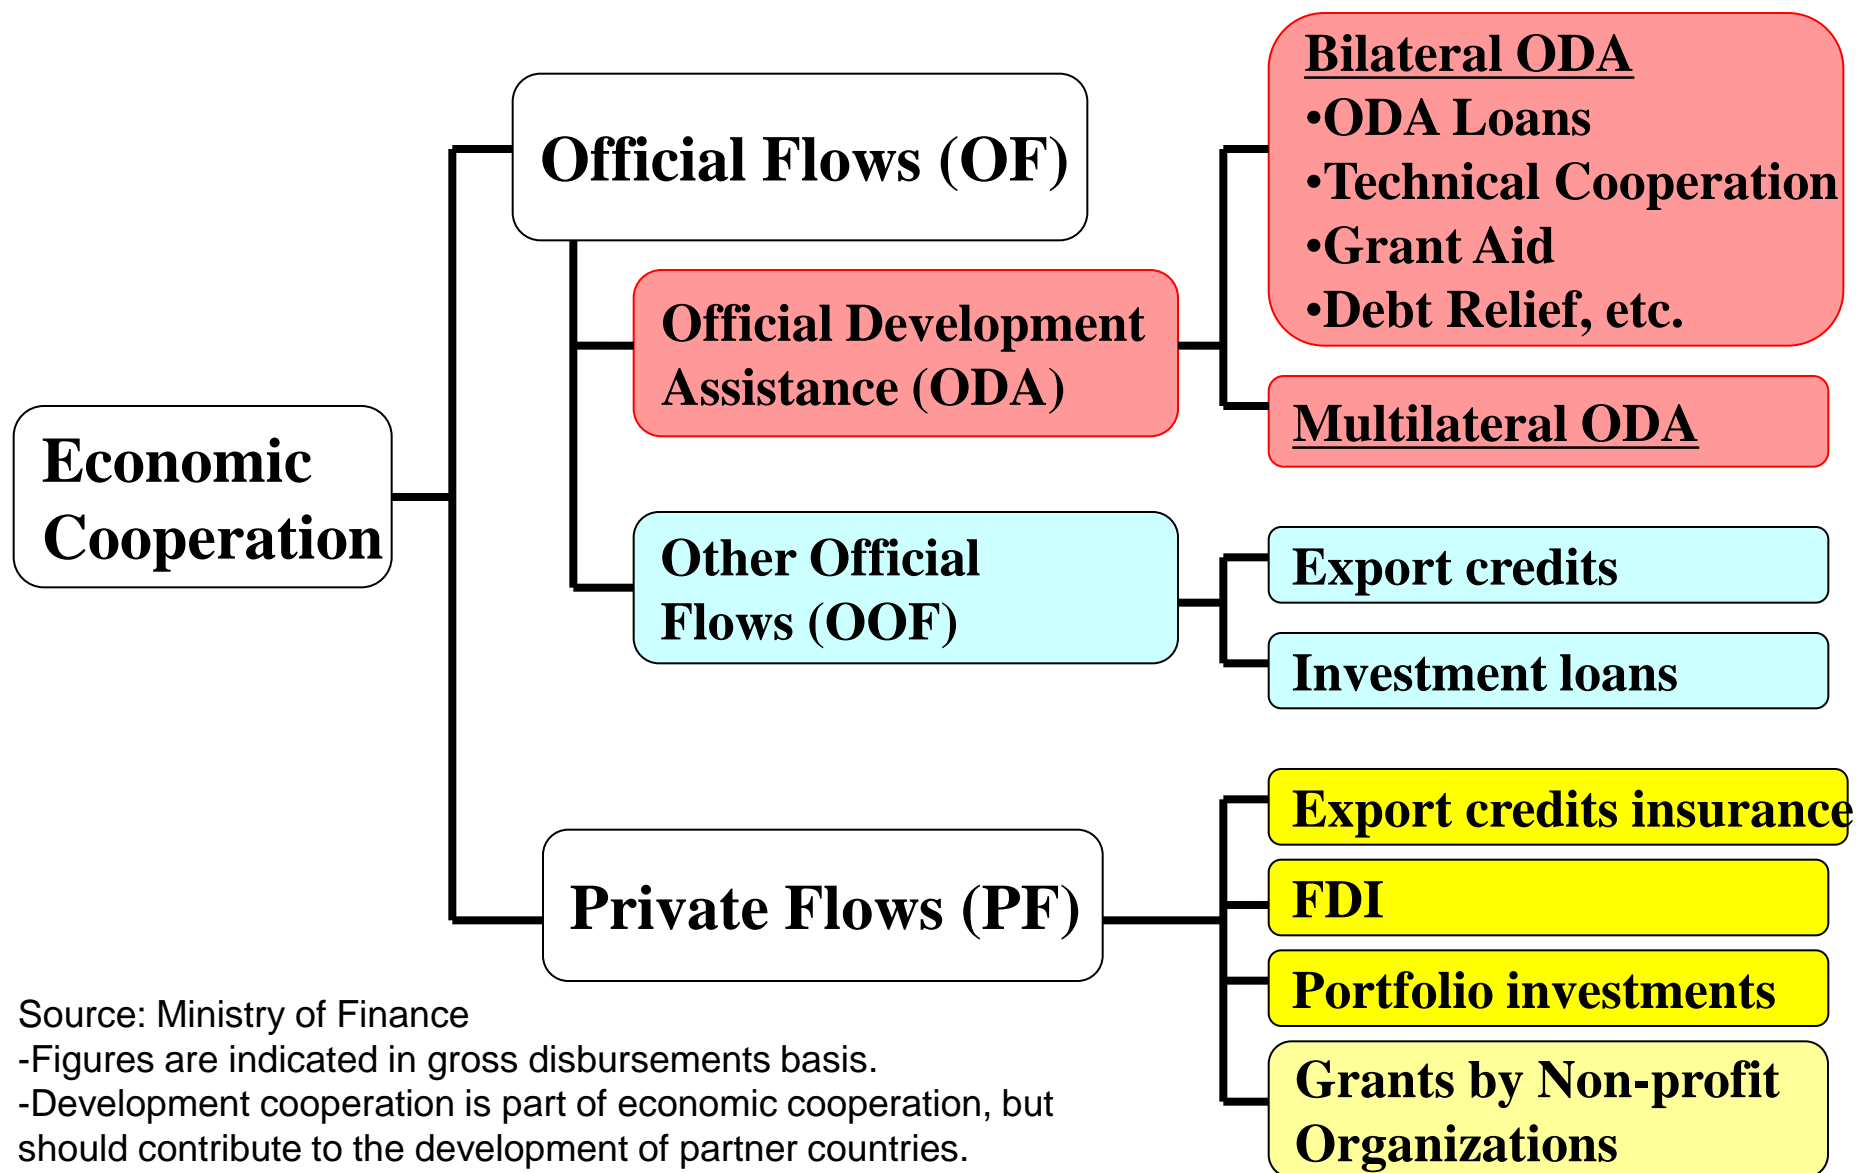 Economic
Cooperation
Official Flows (OF)
Official Development
Assistance (ODA)
Bilateral ODA
•ODA Loans
•Technical Cooperation
•Grant Aid
•Debt Relief, etc.
Multilateral ODA
Other Official
Flows (OOF)
Export credits
Investment loans
Private Flows (PF)
Export credits insurance
FDI
Portfolio investments
Grants by Non-profit
Organizations
Source: Ministry of Finance
-Figures are indicated in gross disbursements basis.
-Development cooperation is part of economic cooperation, but
should contribute to the development of partner countries.